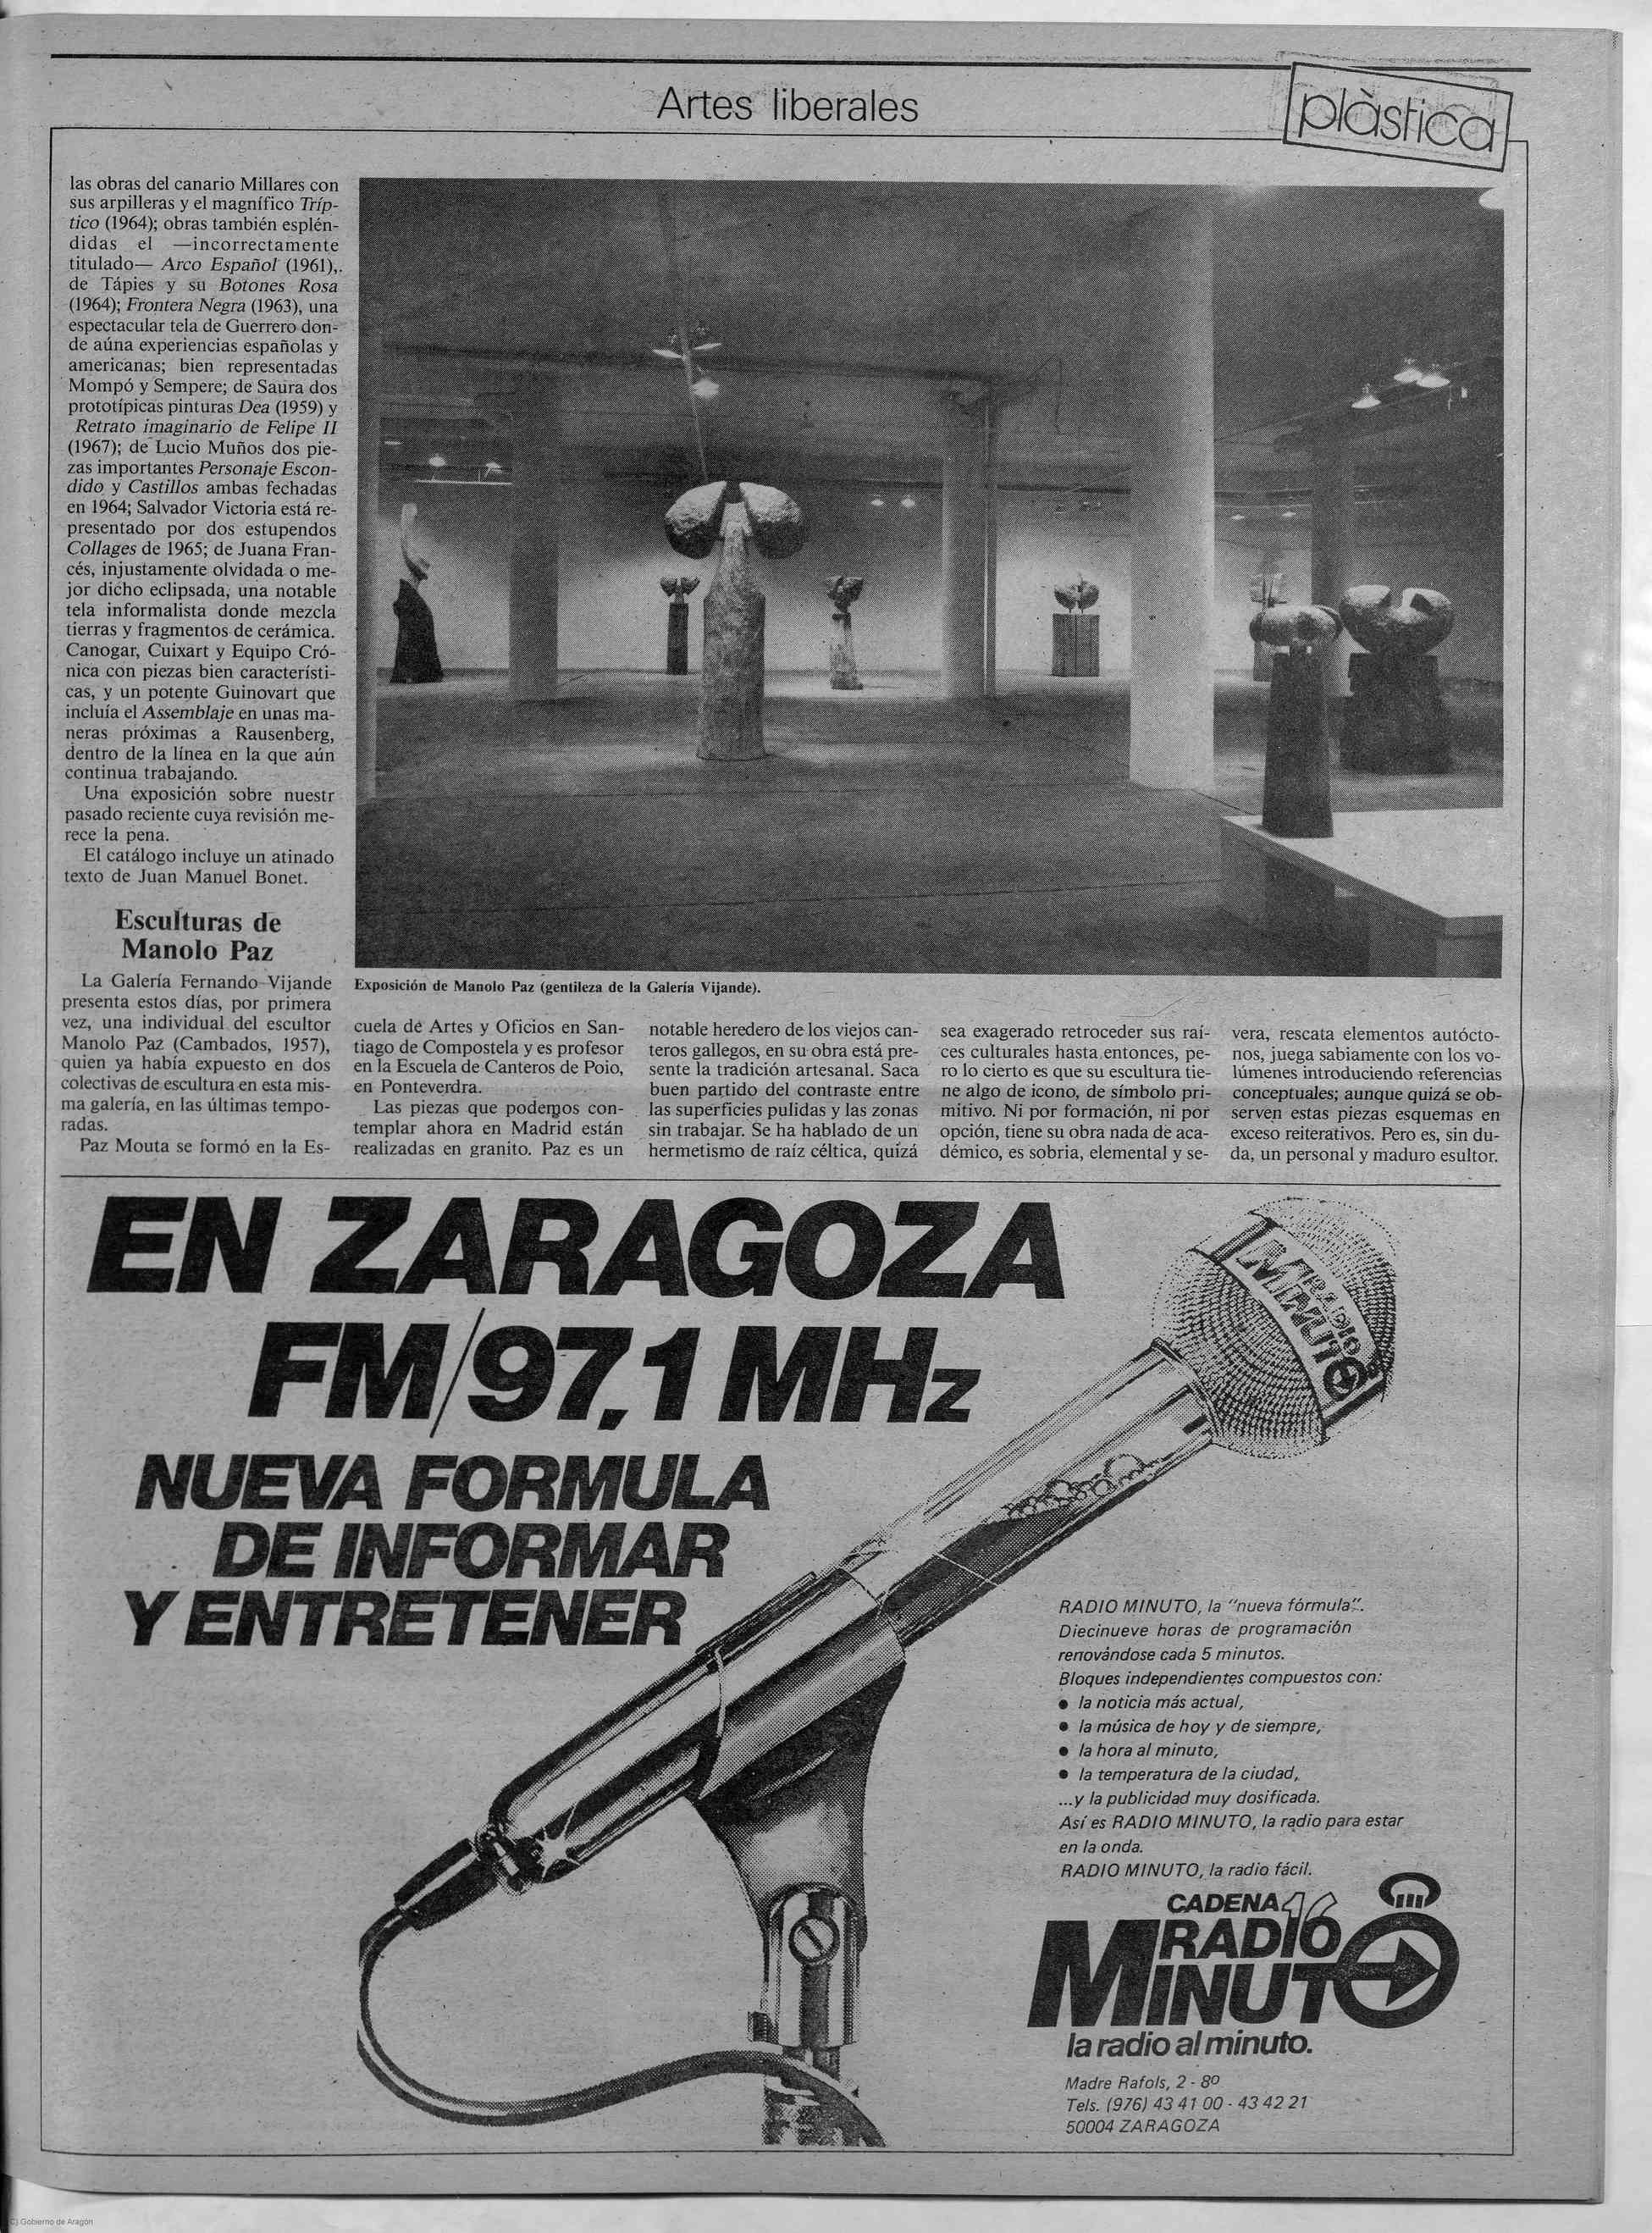 Artes liberales
plàstica
las obras del canario Millares con
sus arpilleras y el magnífico Tríp-
tico (1964); obras también esplén-
didas el —incorrectamente
titulado— Arco Español (1961),.
de Tápies y su Botones Rosa
(1964); Frontera Negra (1963), una
espectacular tela de Guerrero don-
de aúna experiencias españolas y
americanas; bien representadas
Mompó y Sempere; de Saura dos
prototípicas pinturas Dea (1959) y
Retrato imaginario de Felipe II
(1967); de Lucio Muños dos pie-
zas importantes Personaje Escon-
dido y Castillos ambas fechadas
en 1964; Salvador Victoria está re-
presentado por dos estupendos
Collages de 1965; de Juana Fran-
cés, injustamente olvidada o me-
jor dicho eclipsada, una notable
tela informalista donde mezcla
tierras y fragmentos de cerámica.
Canogar, Cuixart y Equipo Cró-
nica con piezas bien característi-
cas, y un potente Guinovart que
incluía el Assemblaje en unas ma-
neras próximas a Rausenberg,
dentro de la línea en la que aún
continua trabajando.
Una exposición sobre nuestr
pasado reciente cuya revisión me-
rece la pena.
El catálogo incluye un atinado
texto de Juan Manuel Bonet.
Esculturas de
Manolo Paz
La Galería Fernando Vijande
presenta estos días, por primera
vez, una individual del escultor
Manolo Paz (Cambados, 1957),
quien ya había expuesto en dos
colectivas de escultura en esta mis-
ma galería, en las últimas tempo-
radas.
Paz Mouta se formó en la Es-
Exposición de Manolo Paz (gentileza de la Galería Vijande).
cuela de Artes y Oficios en San-
tiago de Compostela y es profesor
en la Escuela de Canteros de Poio,
en Ponteverdra.
Las piezas que podemos con-
templar ahora en Madrid están
realizadas en granito. Paz es un
notable heredero de los viejos can-
teros gallegos, en su obra está pre-
sente la tradición artesanal. Saca
buen partido del contraste entre
las superficies pulidas y las zonas
sin trabajar. Se ha hablado de un
hermetismo de raíz céltica, quizá
sea exagerado retroceder sus raí-
ces culturales hasta entonces, pe-
ro lo cierto es que su escultura tie-
ne algo de icono, de símbolo pri-
mitivo. Ni por formación, ni por
opción, tiene su obra nada de aca-
démico, es sobria, elemental y se-
vera, rescata elementos autócto-
nos, juega sabiamente con los vo-
lúmenes introduciendo referencias
conceptuales; aunque quizá se ob-
serven estas piezas esquemas en
exceso reiterativos. Pero es, sin du-
da, un personal y maduro esultor.
EN ZARAGOZA
FM/97,1 MHz
NUEVA FORMULA
DE INFORMAR
Y ENTRETENER
RADIO
MINUTO
RADIO MINUTO, la "nueva fórmula".
Diecinueve horas de programación
renovándose cada 5 minutos.
Bloques independientes compuestos con:
● la noticia más actual,
● la música de hoy y de siempre,
● la hora al minuto,
● la temperatura de la ciudad,
...y la publicidad muy dosificada.
Así es RADIO MINUTO, la radio para estar
en la onda.
RADIO MINUTO, la radio fácil.
CADENA 16
RADIO
MINUTO
la radio al minuto.
Madre Rafols, 2 - 8º
Tels. (976) 43 41 00 - 43 42 21
50004 ZARAGOZA
(C) Gobierno de Aragón